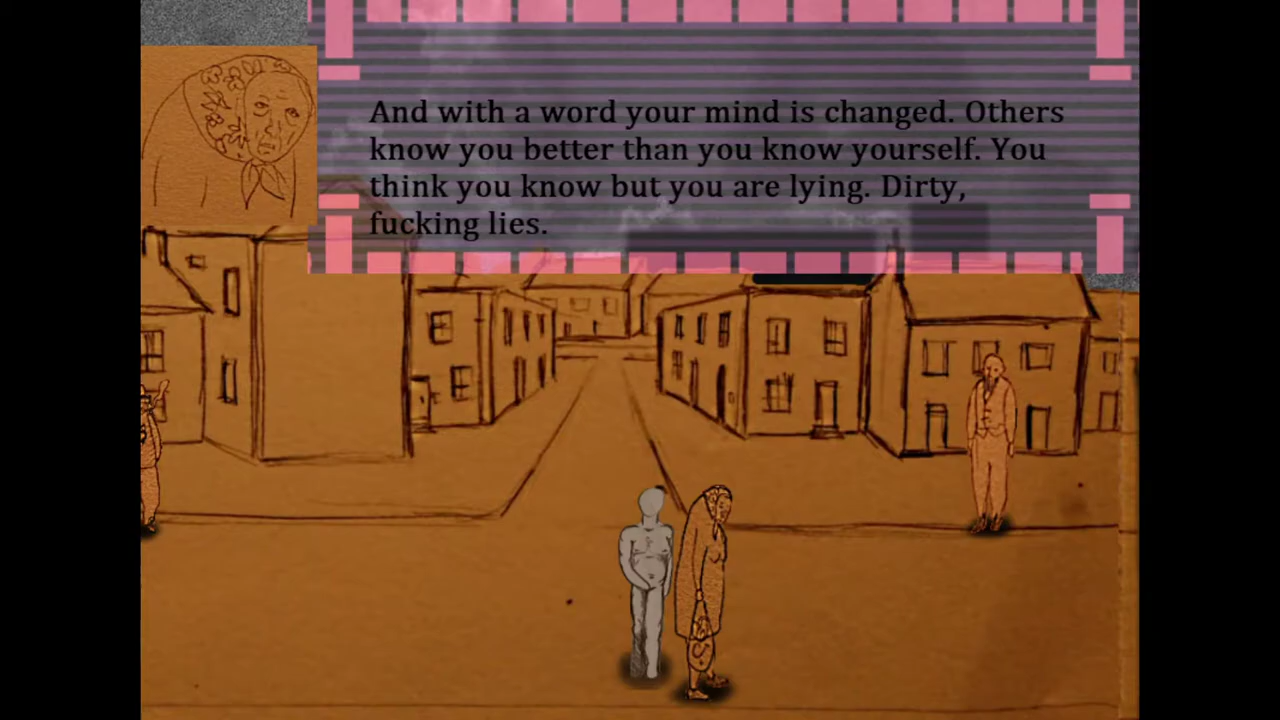 And with a word your mind is changed. Others
know you better than you know yourself. You
think you know but you are lying. Dirty,
fucking lies.